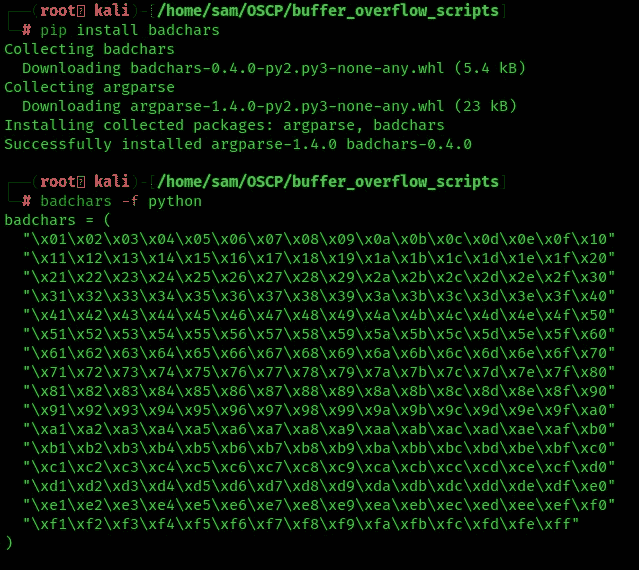 (root kali)-[/home/sam/OSCP/buffer_overflow_scripts]
# pip install badchars
Collecting badchars
  Downloading badchars-0.4.0-py2.py3-none-any.whl (5.4 kB)
Collecting argparse
  Downloading argparse-1.4.0-py2.py3-none-any.whl (23 kB)
Installing collected packages: argparse, badchars
Successfully installed argparse-1.4.0 badchars-0.4.0
(root kali)-[/home/sam/OSCP/buffer_overflow_scripts]
# badchars -f python
badchars = (
  "\x01\x02\x03\x04\x05\x06\x07\x08\x09\x0a\x0b\x0c\x0d\x0e\x0f\x10"
  "\x11\x12\x13\x14\x15\x16\x17\x18\x19\x1a\x1b\x1c\x1d\x1e\x1f\x20"
  "\x21\x22\x23\x24\x25\x26\x27\x28\x29\x2a\x2b\x2c\x2d\x2e\x2f\x30"
  "\x31\x32\x33\x34\x35\x36\x37\x38\x39\x3a\x3b\x3c\x3d\x3e\x3f\x40"
  "\x41\x42\x43\x44\x45\x46\x47\x48\x49\x4a\x4b\x4c\x4d\x4e\x4f\x50"
  "\x51\x52\x53\x54\x55\x56\x57\x58\x59\x5a\x5b\x5c\x5d\x5e\x5f\x60"
  "\x61\x62\x63\x64\x65\x66\x67\x68\x69\x6a\x6b\x6c\x6d\x6e\x6f\x70"
  "\x71\x72\x73\x74\x75\x76\x77\x78\x79\x7a\x7b\x7c\x7d\x7e\x7f\x80"
  "\x81\x82\x83\x84\x85\x86\x87\x88\x89\x8a\x8b\x8c\x8d\x8e\x8f\x90"
  "\x91\x92\x93\x94\x95\x96\x97\x98\x99\x9a\x9b\x9c\x9d\x9e\x9f\xa0"
  "\xa1\xa2\xa3\xa4\xa5\xa6\xa7\xa8\xa9\xaa\xab\xac\xad\xae\xaf\xb0"
  "\xb1\xb2\xb3\xb4\xb5\xb6\xb7\xb8\xb9\xba\xbb\xbc\xbd\xbe\xbf\xc0"
  "\xc1\xc2\xc3\xc4\xc5\xc6\xc7\xc8\xc9\xca\xcb\xcc\xcd\xce\xcf\xd0"
  "\xd1\xd2\xd3\xd4\xd5\xd6\xd7\xd8\xd9\xda\xdb\xdc\xdd\xde\xdf\xe0"
  "\xe1\xe2\xe3\xe4\xe5\xe6\xe7\xe8\xe9\xea\xeb\xec\xed\xee\xef\xf0"
  "\xf1\xf2\xf3\xf4\xf5\xf6\xf7\xf8\xf9\xfa\xfb\xfc\xfd\xfe\xff"
)